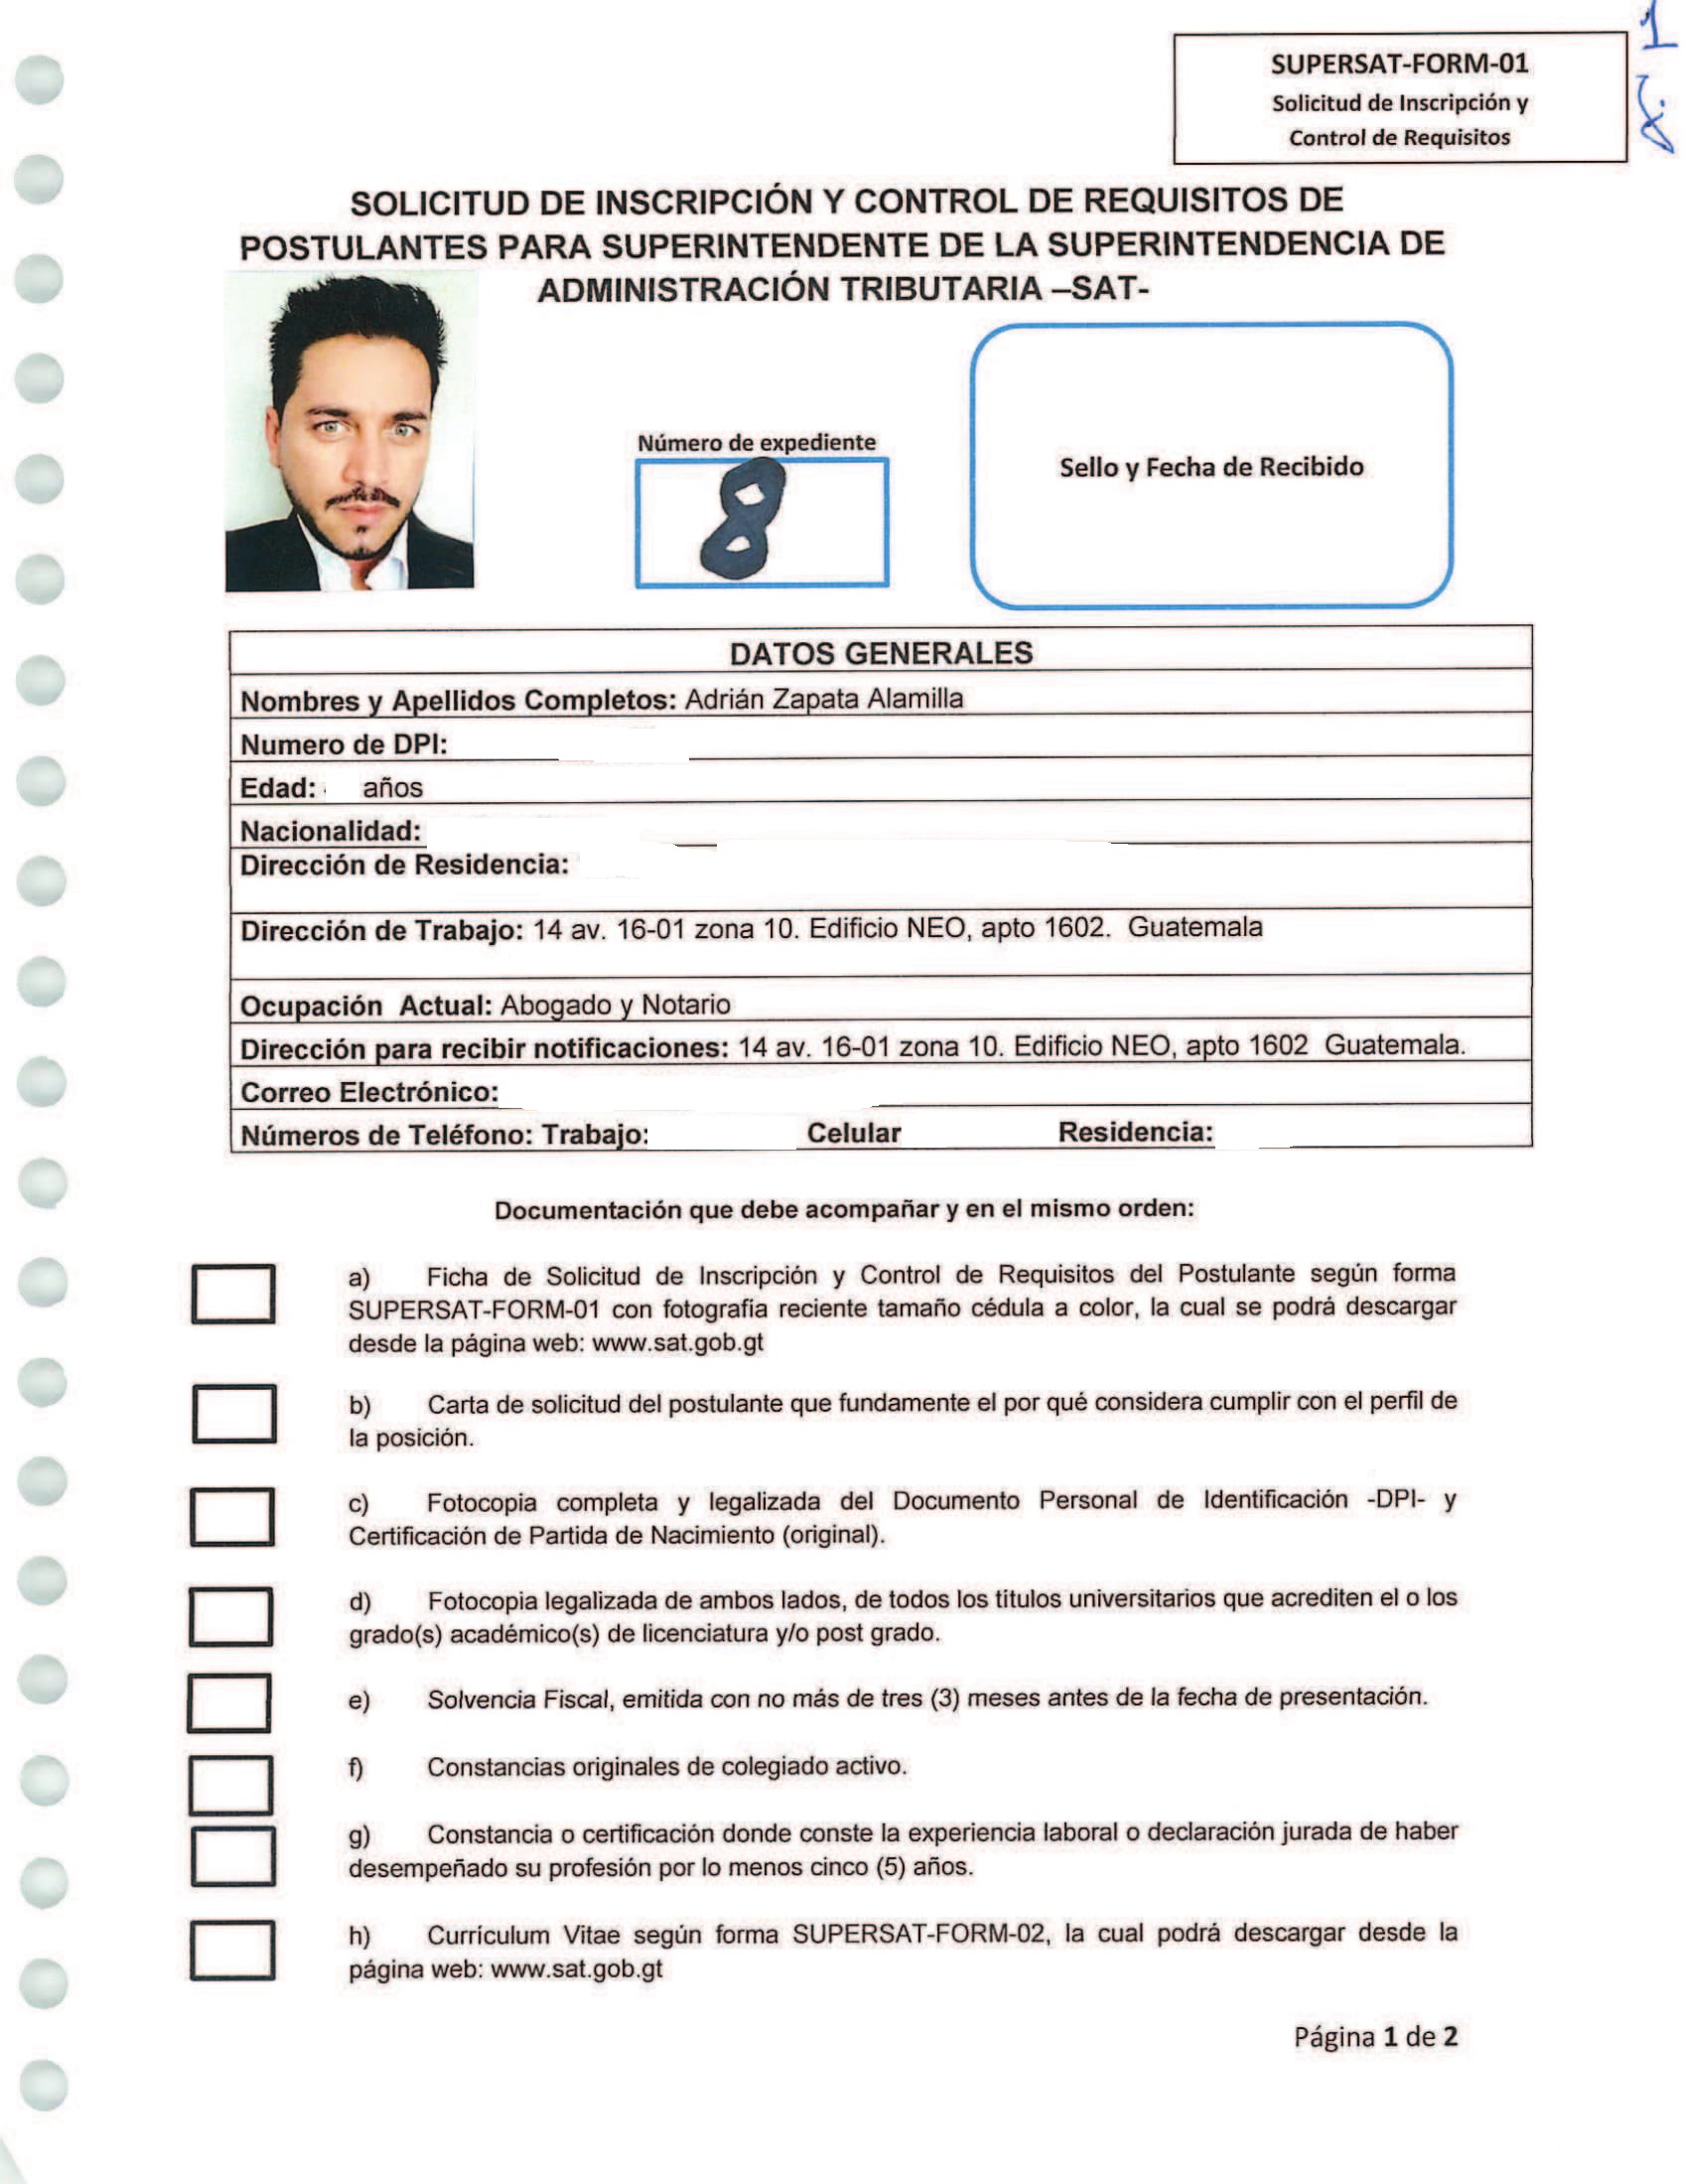 SUPERSAT-FORM-01
Solicitud de Inscripción y
Control de Requisitos
1
SOLICITUD DE INSCRIPCIÓN Y CONTROL DE REQUISITOS DE
POSTULANTES PARA SUPERINTENDENTE DE LA SUPERINTENDENCIA DE
ADMINISTRACIÓN TRIBUTARIA –SAT-
Número de expediente
8
Sello y Fecha de Recibido
DATOS GENERALES
Nombres y Apellidos Completos: Adrián Zapata Alamilla
Numero de DPI:
Edad: años
Nacionalidad:
Dirección de Residencia:
Dirección de Trabajo: 14 av. 16-01 zona 10. Edificio NEO, apto 1602. Guatemala
Ocupación Actual: Abogado y Notario
Dirección para recibir notificaciones: 14 av. 16-01 zona 10. Edificio NEO, apto 1602 Guatemala.
Correo Electrónico:
Números de Teléfono: Trabajo: Celular Residencia:
Documentación que debe acompañar y en el mismo orden:
a) Ficha de Solicitud de Inscripción y Control de Requisitos del Postulante según forma
SUPERSAT-FORM-01 con fotografia reciente tamaño cédula a color, la cual se podrá descargar
desde la página web: www.sat.gob.gt
b) Carta de solicitud del postulante que fundamente el por qué considera cumplir con el perfil de
la posición.
c) Fotocopia completa y legalizada del Documento Personal de Identificación -DPI- y
Certificación de Partida de Nacimiento (original).
d) Fotocopia legalizada de ambos lados, de todos los titulos universitarios que acrediten el o los
grado(s) académico(s) de licenciatura y/o post grado.
e) Solvencia Fiscal, emitida con no más de tres (3) meses antes de la fecha de presentación.
f) Constancias originales de colegiado activo.
g) Constancia o certificación donde conste la experiencia laboral o declaración jurada de haber
desempeñado su profesión por lo menos cinco (5) años.
h) Currículum Vitae según forma SUPERSAT-FORM-02, la cual podrá descargar desde la
página web: www.sat.gob.gt
Página 1 de 2